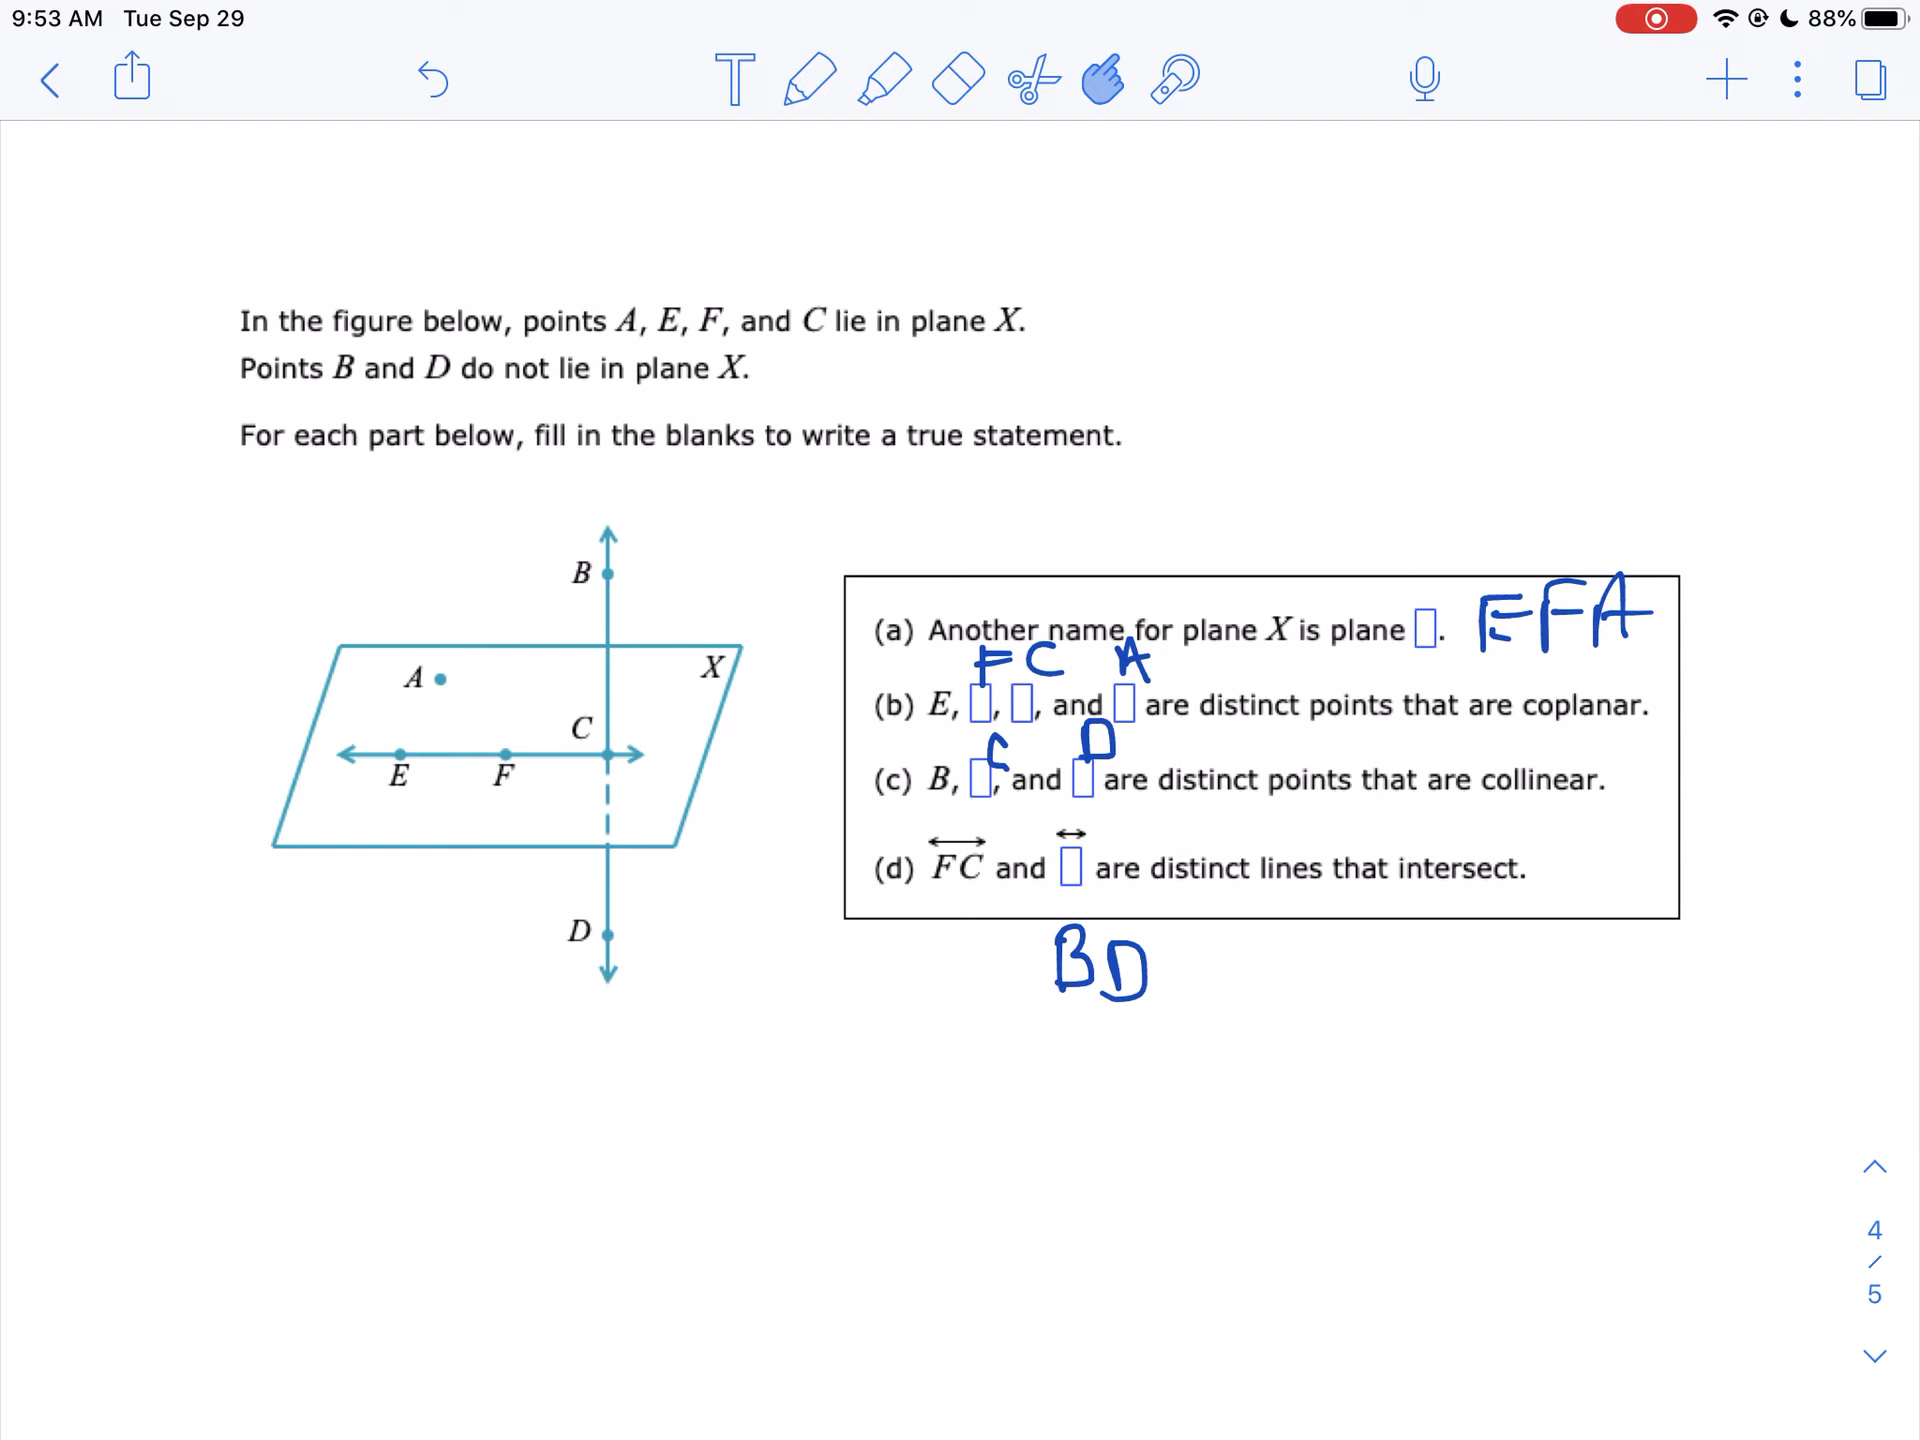 9:53 AM Tue Sep 29
88%
In the figure below, points A, E, F, and C lie in plane X.
Points B and D do not lie in plane X.
For each part below, fill in the blanks to write a true statement.
B
A
X
C
E
F
D
(a) Another name for plane X is plane □. EFA
F C A
(b) E, □, □, and □ are distinct points that are coplanar.
C D
(c) B, □, and □ are distinct points that are collinear.
(d) FC and □ are distinct lines that intersect.
BD
4
/
5